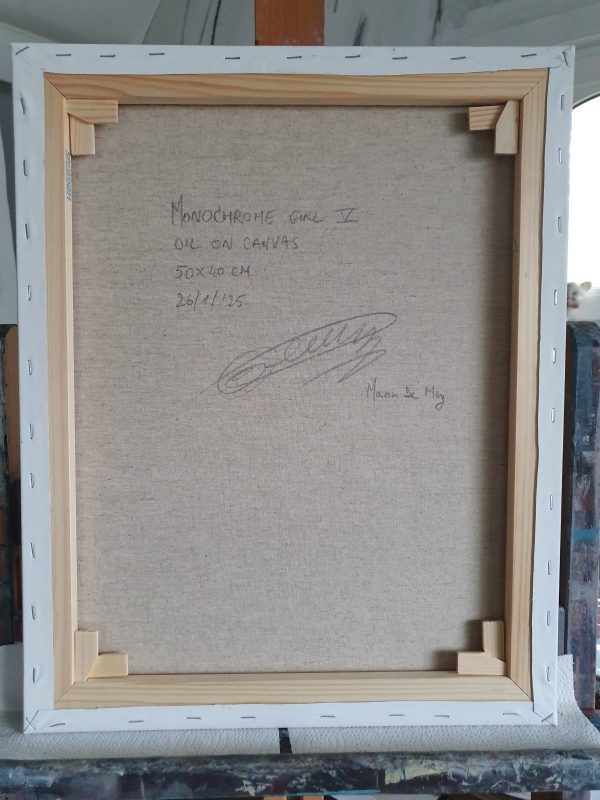 MONOCHROME GIRL V
OIL ON CANVAS
50x40 CM
26/1/'25
Manu De Mey